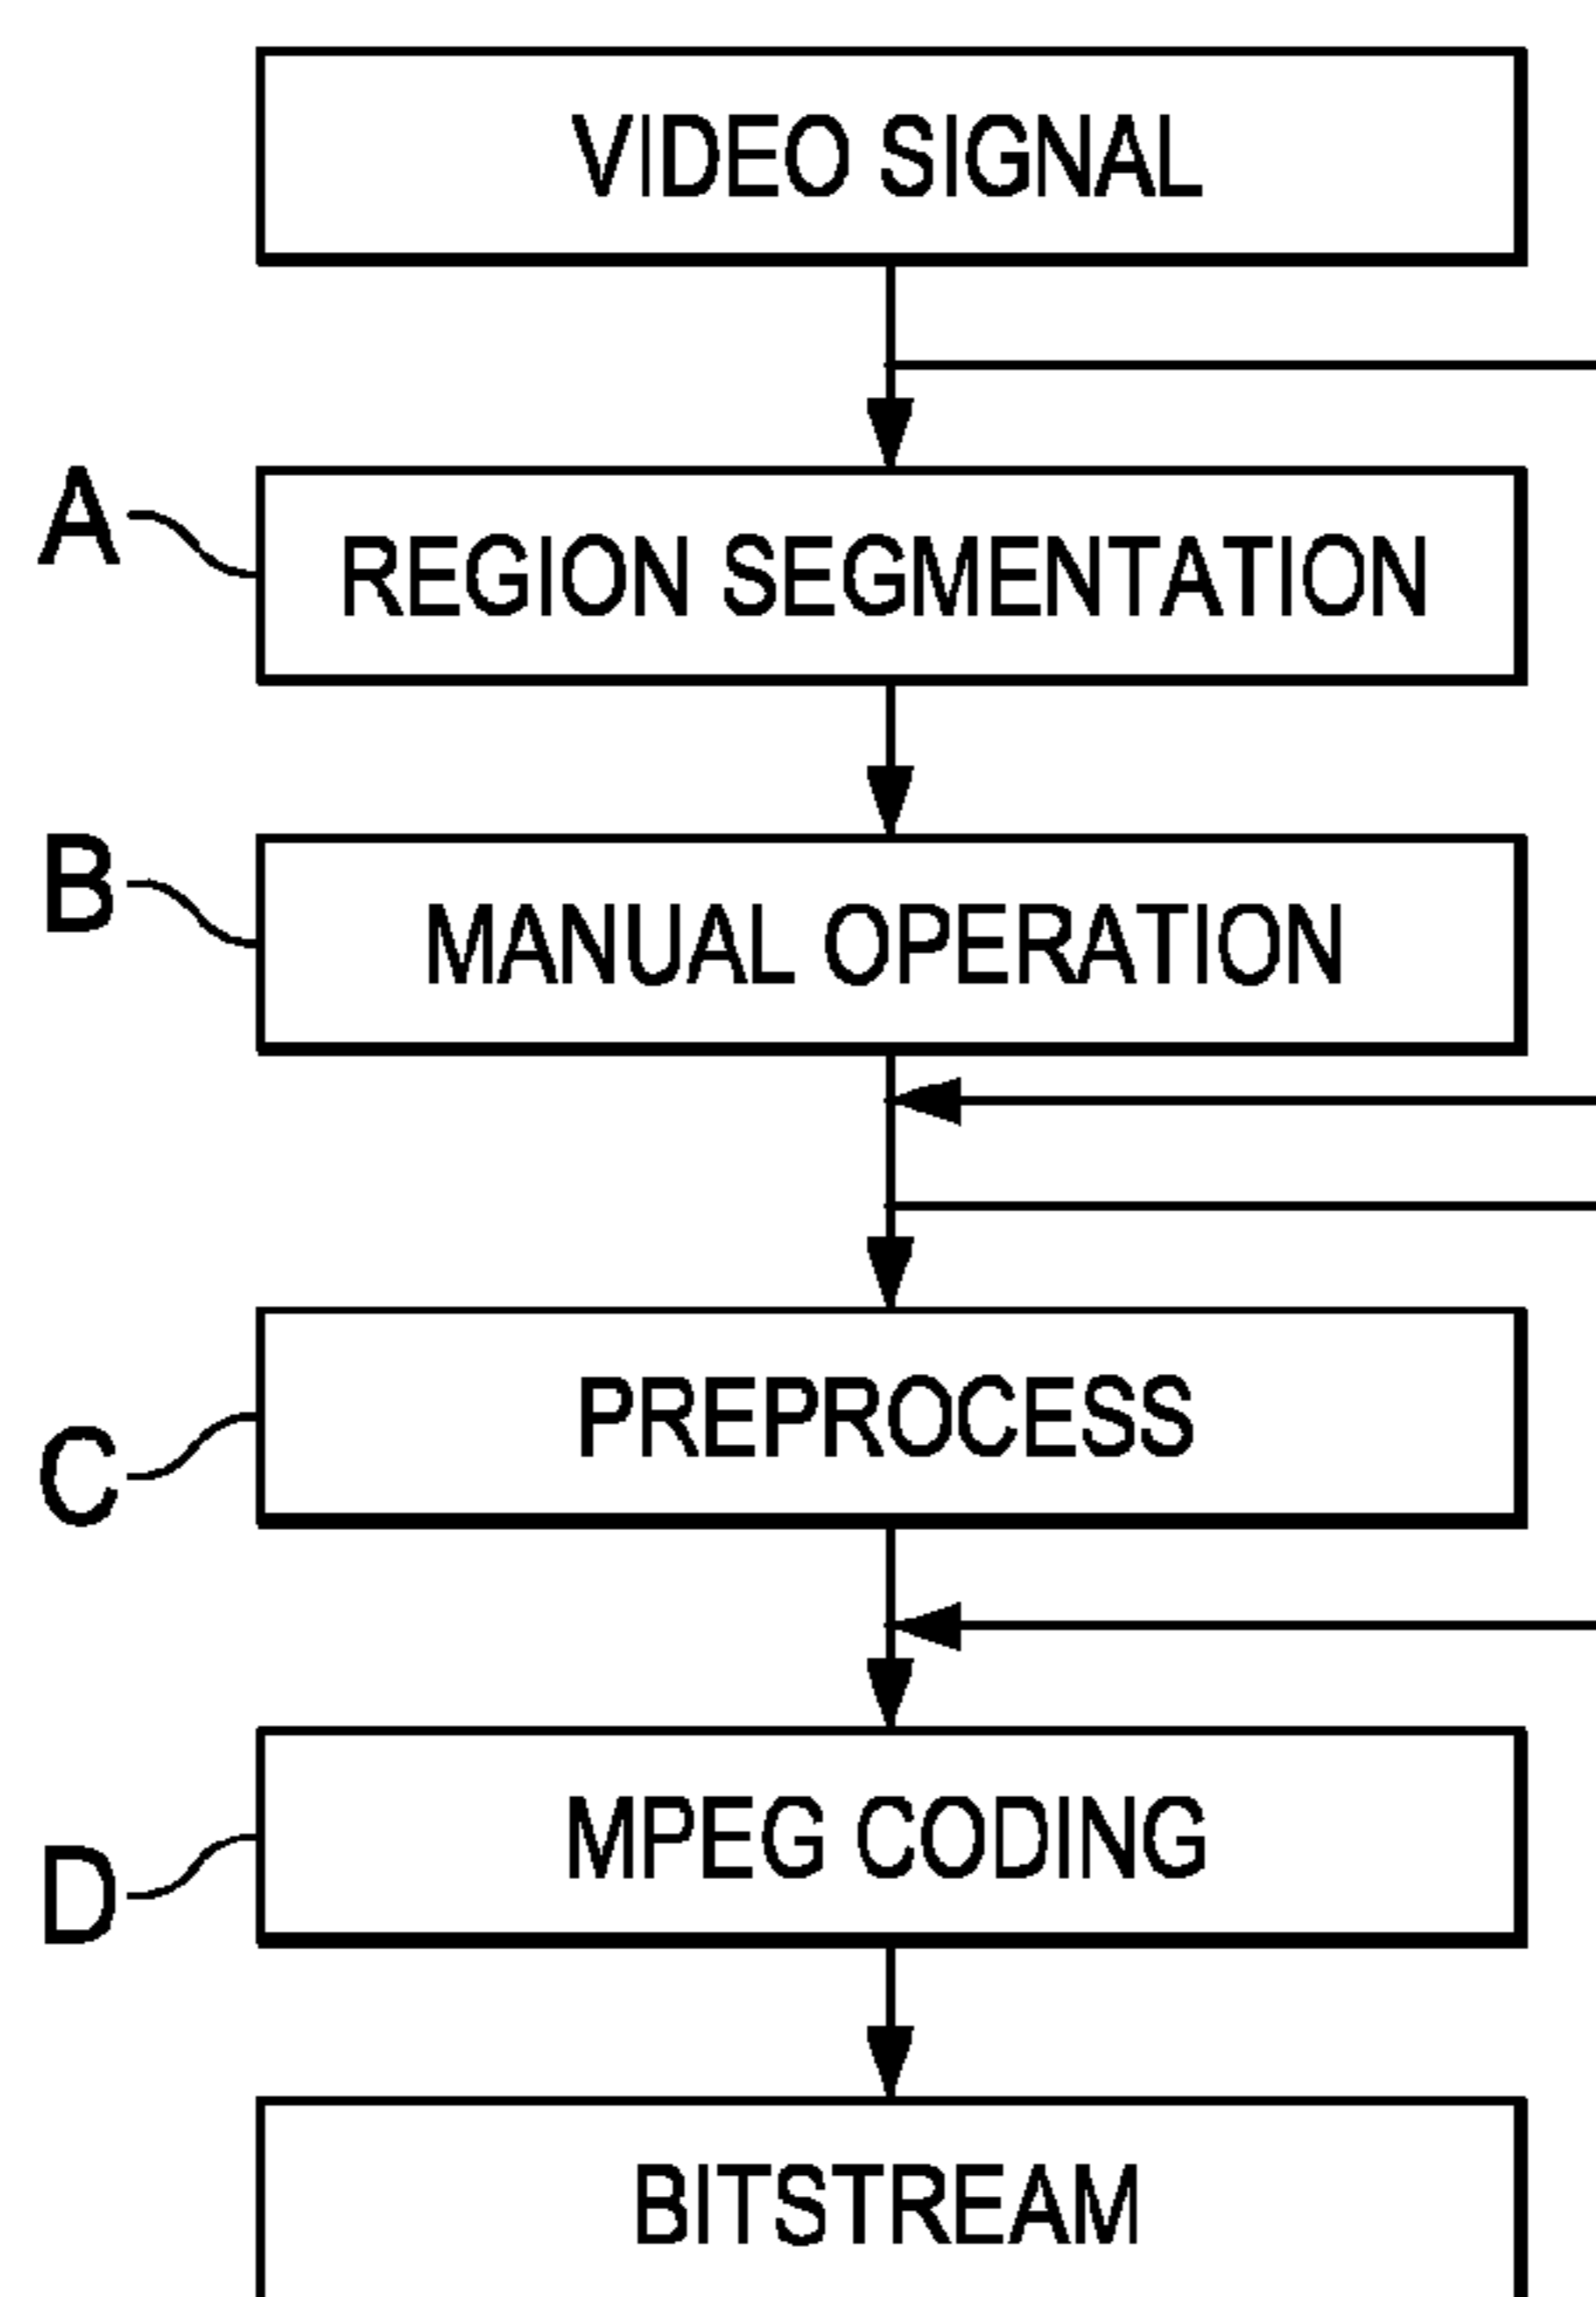 VIDEO SIGNAL
A
REGION SEGMENTATION
B
MANUAL OPERATION
PREPROCESS
C
MPEG CODING
D
BITSTREAM